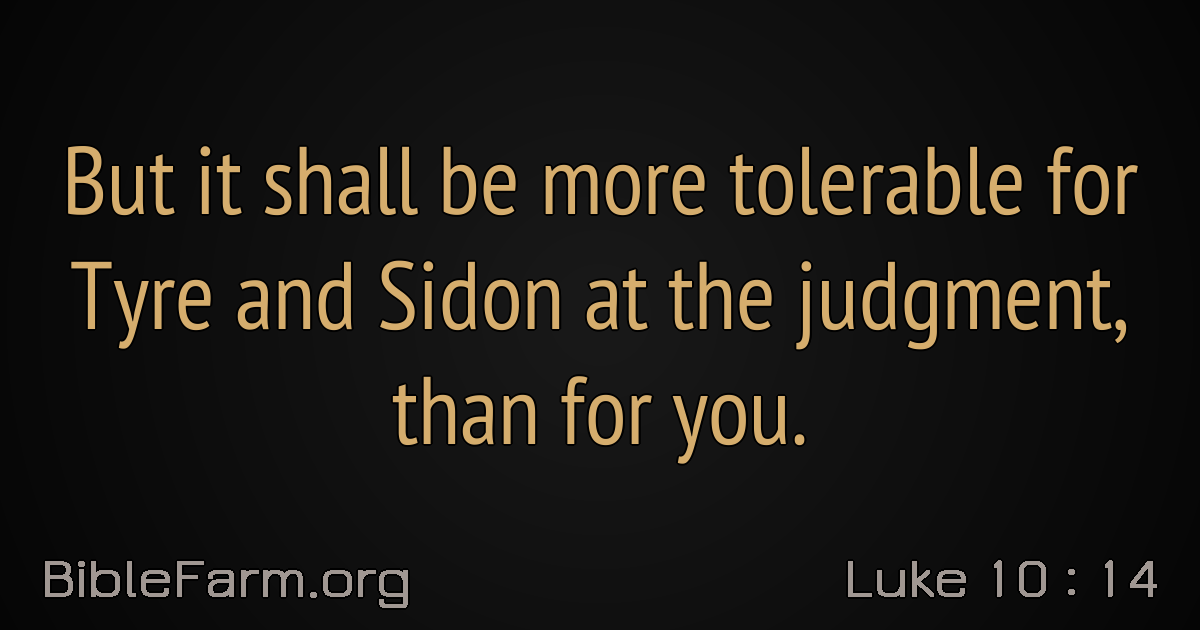 But it shall be more tolerable for
Tyre and Sidon at the judgment,
than for you.
BibleFarm.org
Luke 10 : 14